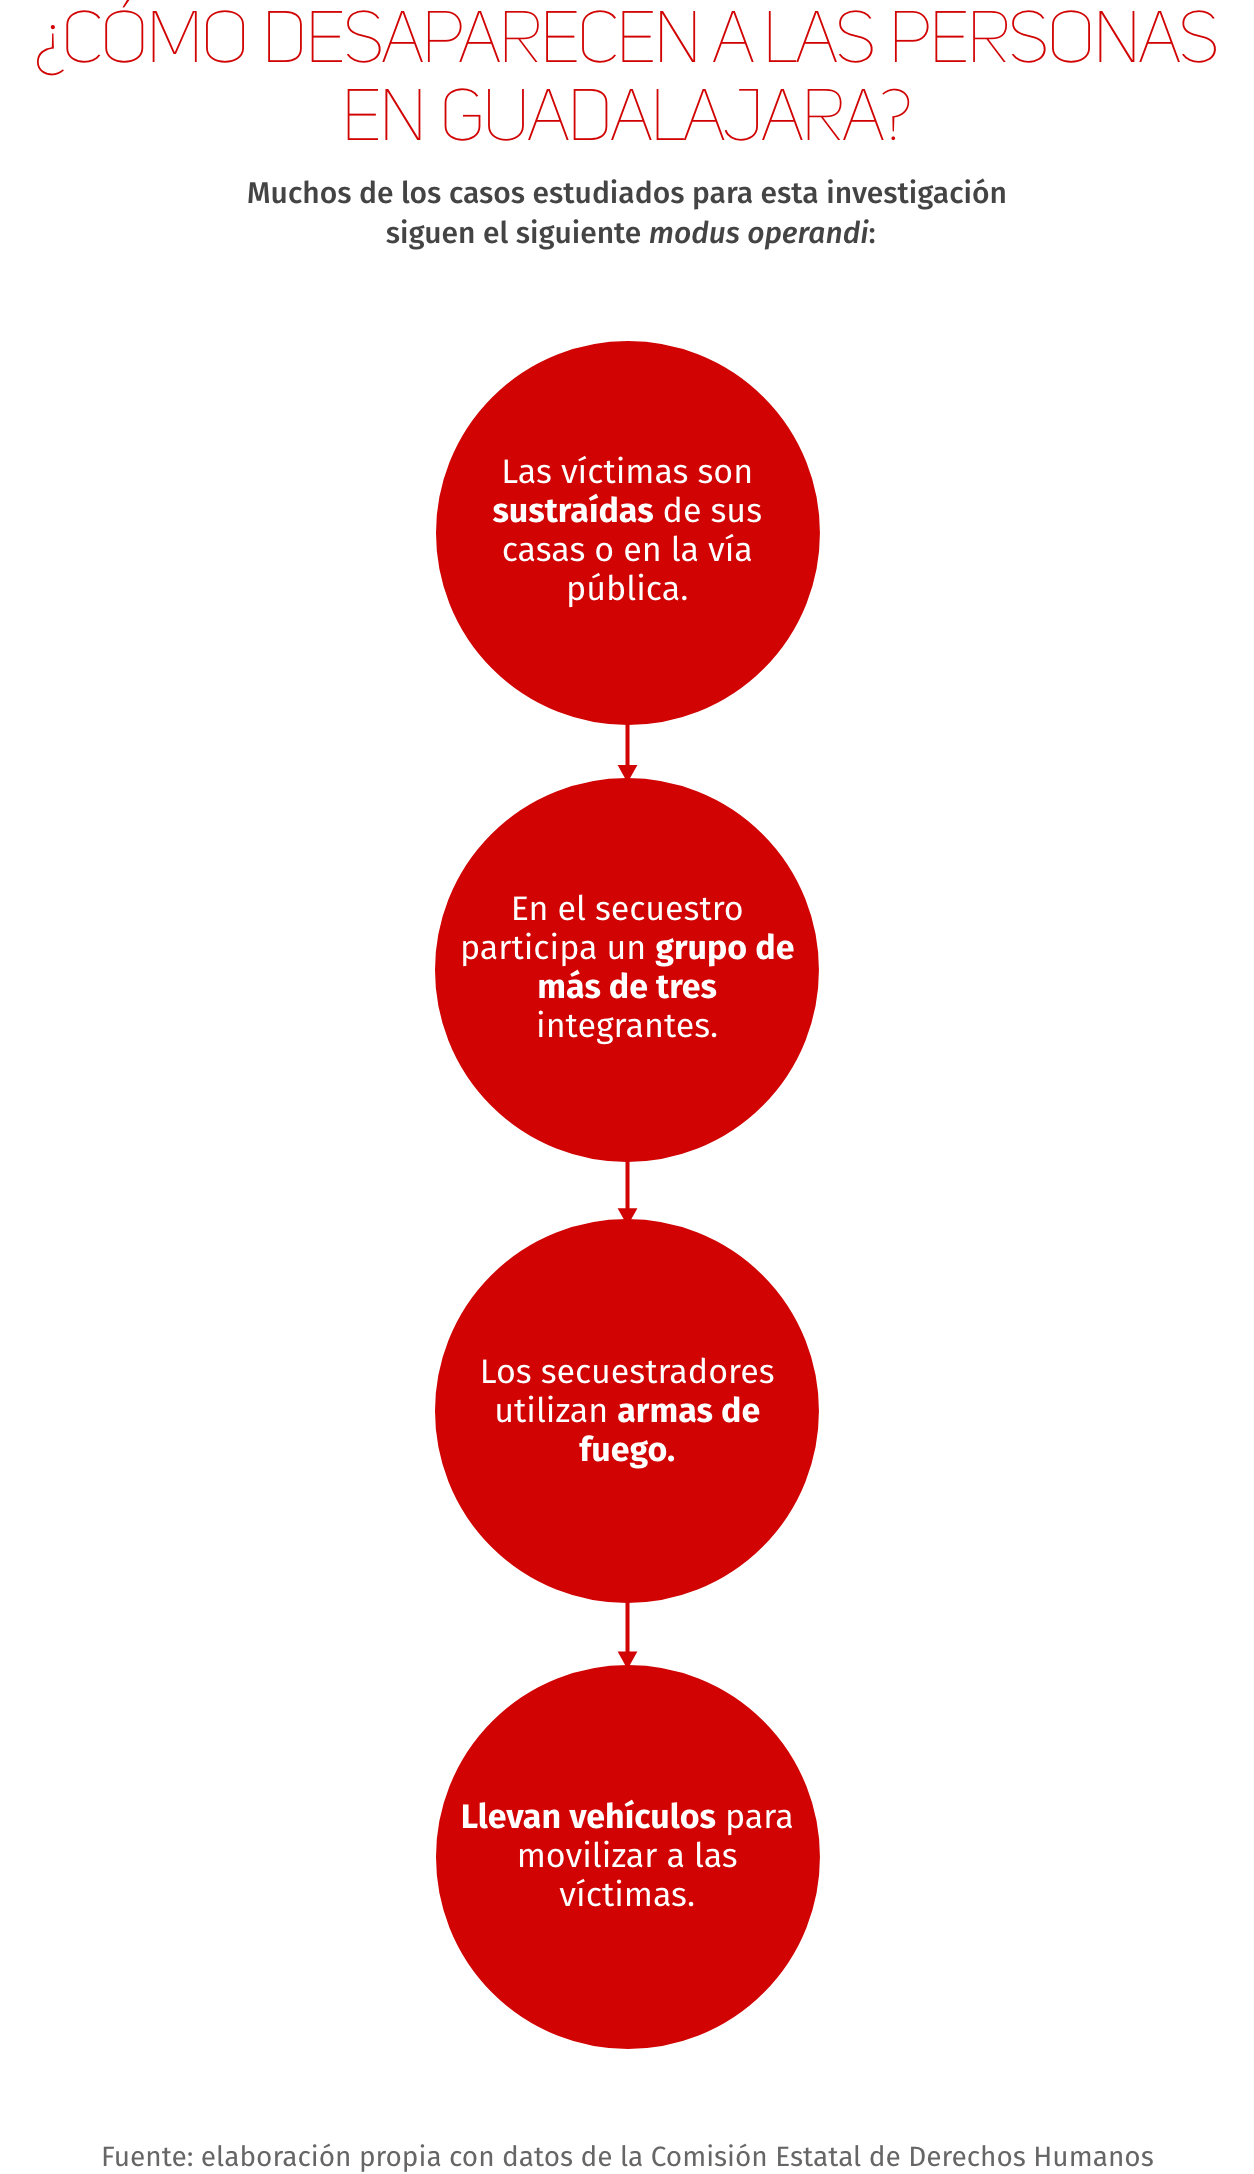 ¿CÓMO DESAPARECEN A LAS PERSONAS
EN GUADALAJARA?
Muchos de los casos estudiados para esta investigación
siguen el siguiente modus operandi:
Las víctimas son
sustraídas de sus
casas o en la vía
pública.
En el secuestro
participa un grupo de
más de tres
integrantes.
Los secuestradores
utilizan armas de
fuego.
Llevan vehículos para
movilizar a las
víctimas.
Fuente: elaboración propia con datos de la Comisión Estatal de Derechos Humanos